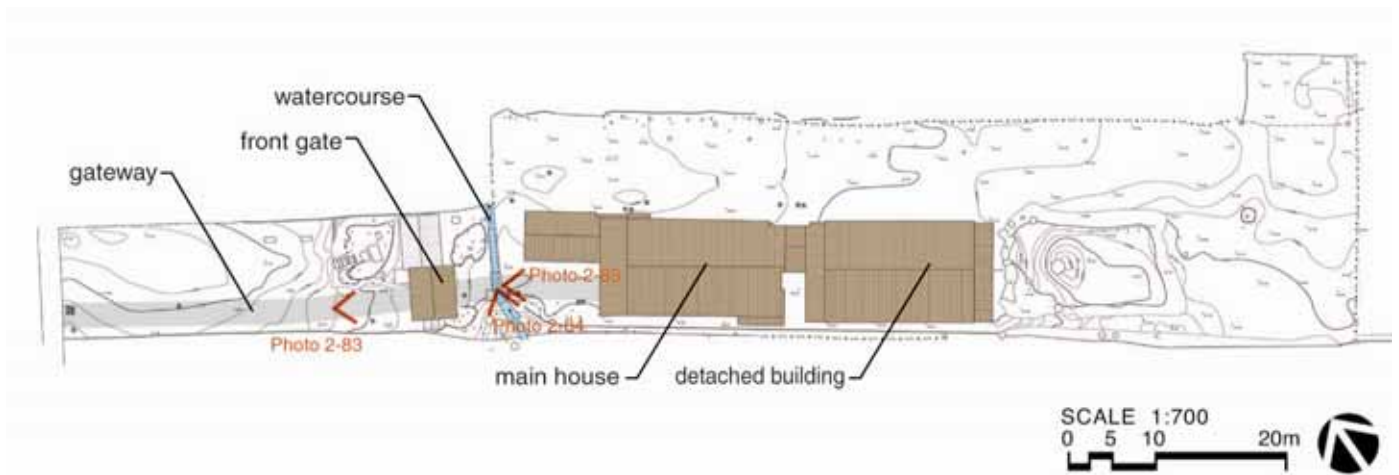 watercourse
front gate
gateway
Photo 2-83
main house
detached building
SCALE 1:700
0 5 10 20m